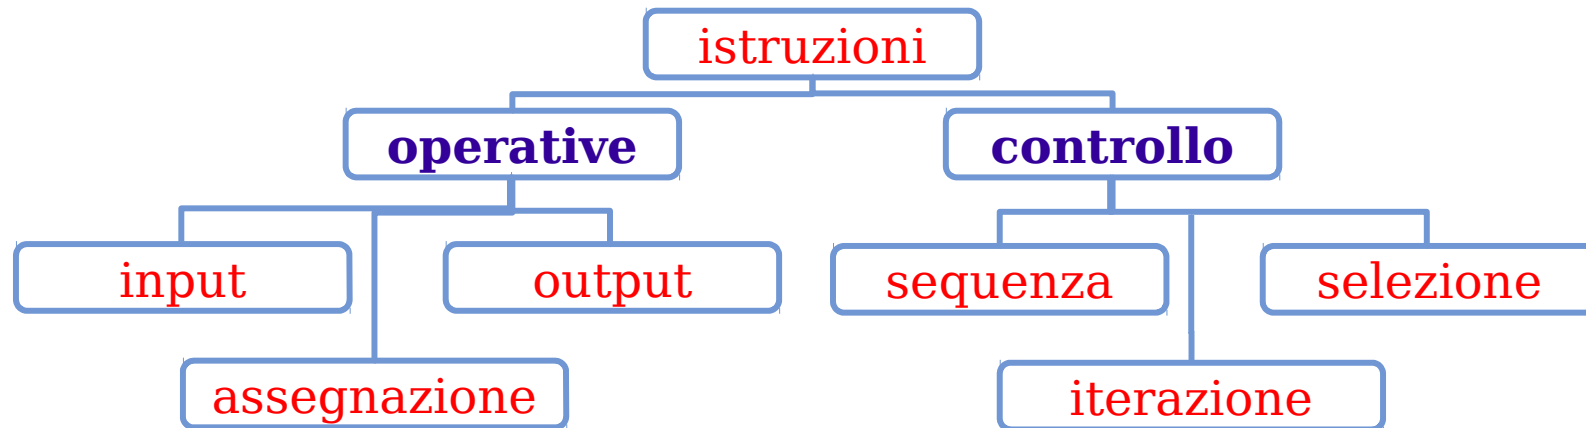 istruzioni
operative
controllo
input
output
sequenza
selezione
assegnazione
iterazione